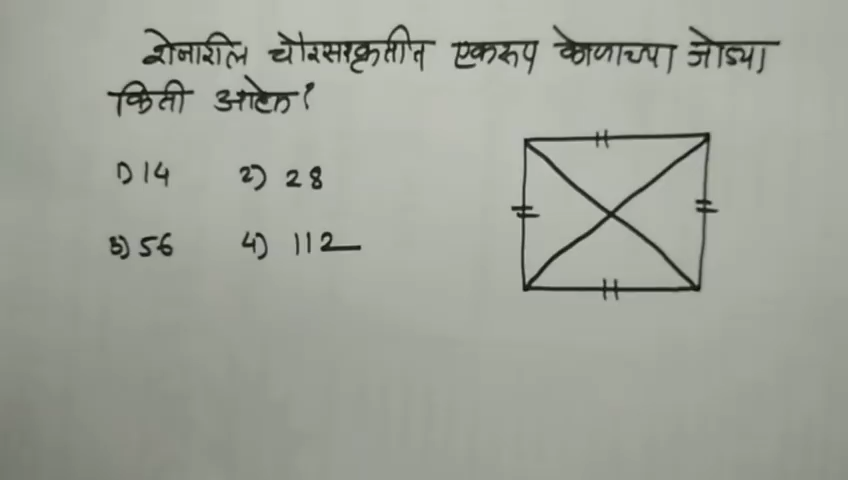 शेजारील चौरसाकृतीत एकरुप कोणाच्या जोड्या
किती आहेत?
1) 14 2) 28
3) 56 4) 112